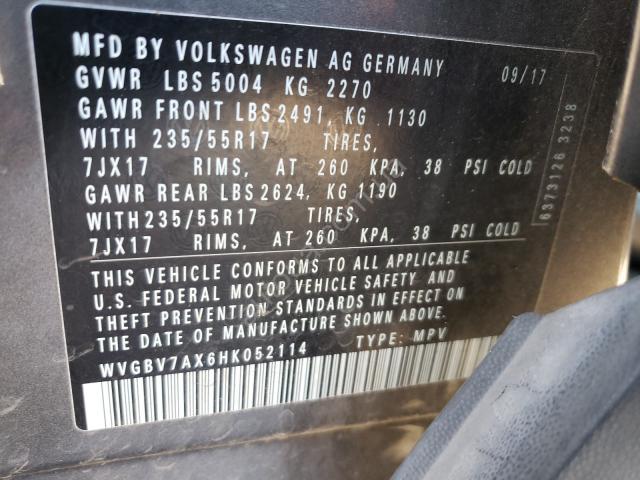 MFD BY VOLKSWAGEN AG GERMANY 09/17
GVWR LBS 5004 KG 2270
GAWR FRONT LBS 2491, KG 1130
WITH 235/55R17 TIRES,
7JX17 RIMS, AT 260 KPA, 38 PSI COLD
GAWR REAR LBS 2624, KG 1190
WITH 235/55R17 TIRES,
7JX17 RIMS, AT 260 KPA, 38 PSI COLD
THIS VEHICLE CONFORMS TO ALL APPLICABLE
U.S. FEDERAL MOTOR VEHICLE SAFETY AND
THEFT PREVENTION STANDARDS IN EFFECT ON
THE DATE OF MANUFACTURE SHOWN ABOVE.
WVGBV7AX6HK052114 TYPE: MPV
6373126 3238